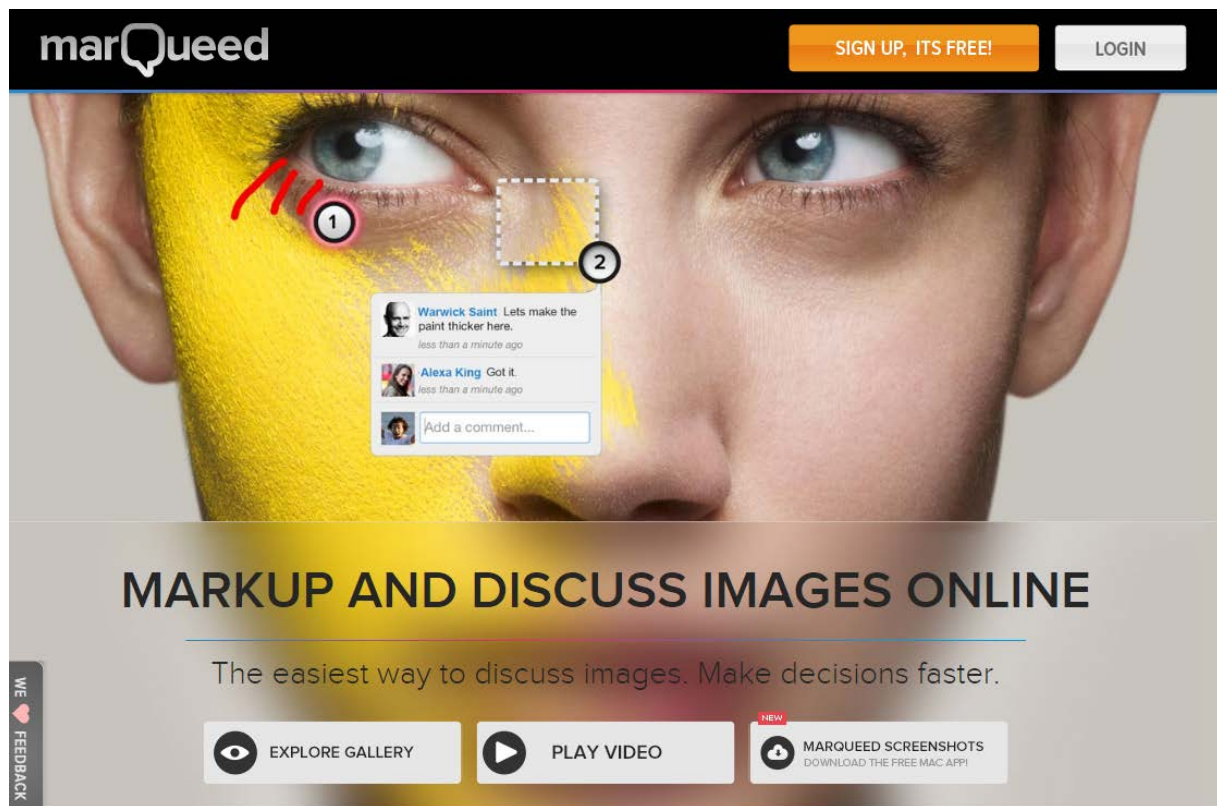 marQueed
SIGN UP, ITS FREE!
LOGIN
1
2
Warwick Saint Lets make the
paint thicker here.
less than a minute ago
Alexa King Got it.
less than a minute ago
Add a comment...
MARKUP AND DISCUSS IMAGES ONLINE
The easiest way to discuss images. Make decisions faster.
WE FEEDBACK
EXPLORE GALLERY
PLAY VIDEO
NEW
MARQUEED SCREENSHOTS
DOWNLOAD THE FREE MAC APP!